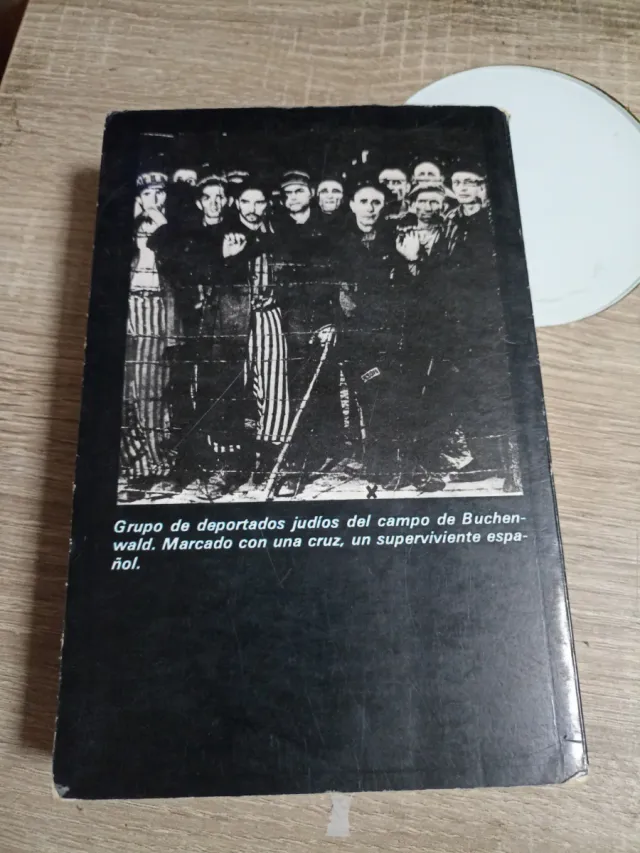 Grupo de deportados judíos del campo de Buchen-
wald. Marcado con una cruz, un superviviente espa-
ñol.